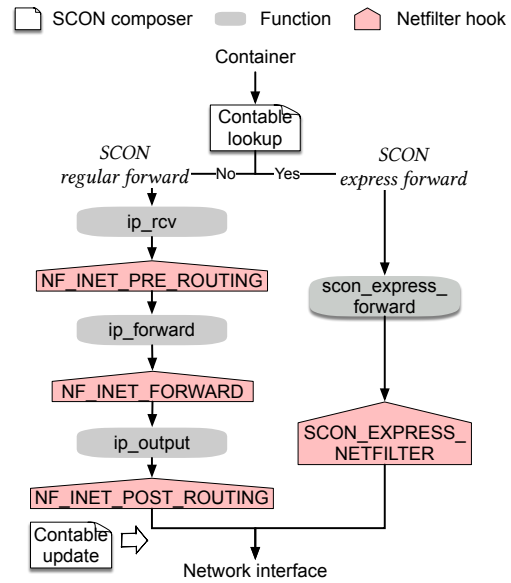 SCON composer Function Netfilter hook
Container
Contable
lookup
SCON
regular forward
No
Yes
SCON
express forward
ip_rcv
NF_INET_PRE_ROUTING
ip_forward
NF_INET_FORWARD
ip_output
NF_INET_POST_ROUTING
scon_express_
forward
SCON_EXPRESS_
NETFILTER
Contable
update
Network interface